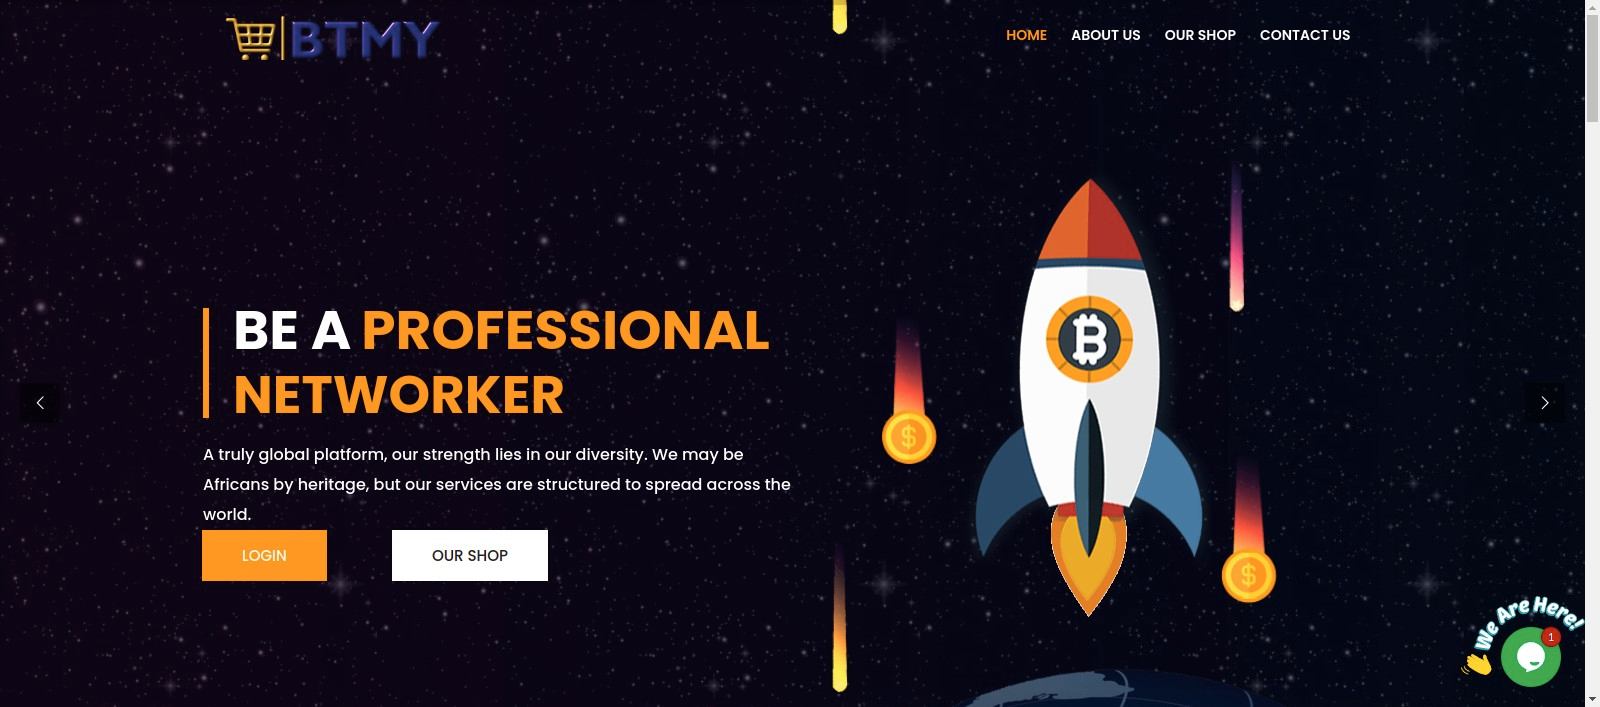 BTMY
HOME ABOUT US OUR SHOP CONTACT US
BE A PROFESSIONAL
NETWORKER
A truly global platform, our strength lies in our diversity. We may be
Africans by heritage, but our services are structured to spread across the
world.
LOGIN OUR SHOP
B
$
$
We Are Here!
1